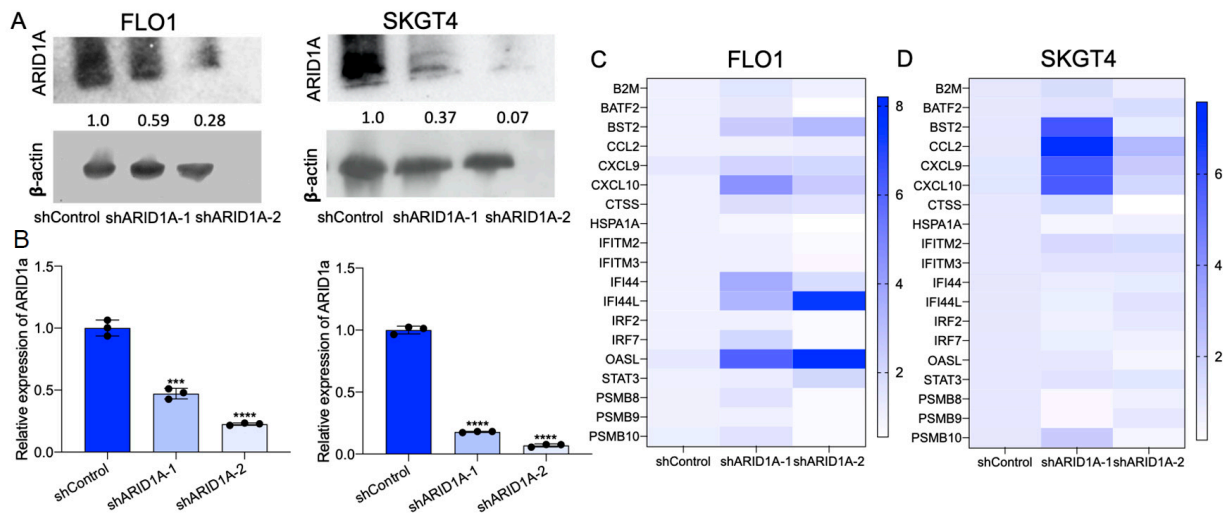 A
FLO1
SKGT4
ARID1A
1.0 0.59 0.28
β-actin
shControl shARID1A-1 shARID1A-2
ARID1A
1.0 0.37 0.07
β-actin
shControl shARID1A-1 shARID1A-2
B
Relative expression of ARID1a
1.5
1.0
0.5
0.0
***
****
shControl
shARID1A-1
shARID1A-2
Relative expression of ARID1a
1.5
1.0
0.5
0.0
****
****
shControl
shARID1A-1
shARID1A-2
C
FLO1
B2M
BATF2
BST2
CCL2
CXCL9
CXCL10
CTSS
HSPA1A
IFITM2
IFITM3
IFI44
IFI44L
IRF2
IRF7
OASL
STAT3
PSMB8
PSMB9
PSMB10
shControl shARID1A-1 shARID1A-2
8
6
4
2
D
SKGT4
B2M
BATF2
BST2
CCL2
CXCL9
CXCL10
CTSS
HSPA1A
IFITM2
IFITM3
IFI44
IFI44L
IRF2
IRF7
OASL
STAT3
PSMB8
PSMB9
PSMB10
shControl shARID1A-1 shARID1A-2
6
4
2